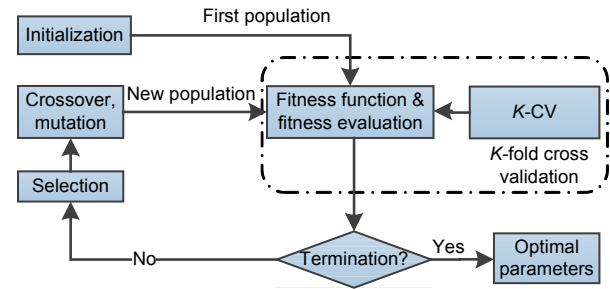 First population
Initialization
Crossover,
mutation
New population
Fitness function &
fitness evaluation
K-CV
K-fold cross
validation
Selection
No
Termination?
Yes
Optimal
parameters